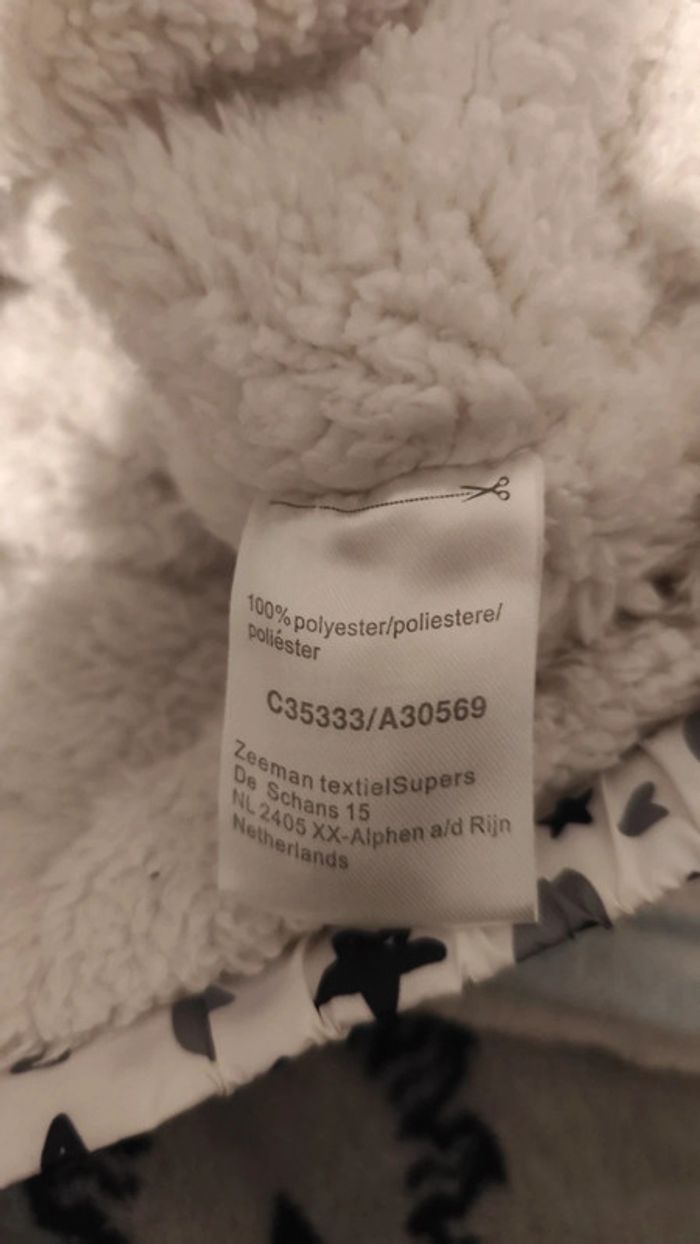 100% polyester/poliestere/
poliéster
C35333/A30569
Zeeman textielSupers
De Schans 15
NL 2405 XX-Alphen a/d Rijn
Netherlands